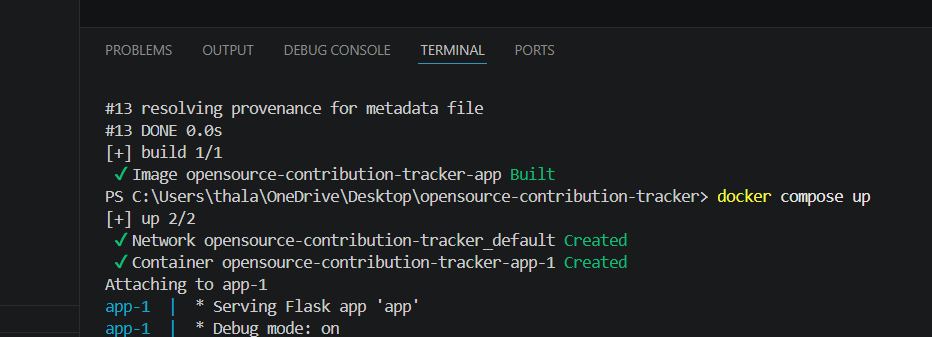 PROBLEMS OUTPUT DEBUG CONSOLE TERMINAL PORTS
#13 resolving provenance for metadata file
#13 DONE 0.0s
[+] build 1/1
✓ Image opensource-contribution-tracker-app Built
PS C:\Users\thala\OneDrive\Desktop\opensource-contribution-tracker> docker compose up
[+] up 2/2
✓ Network opensource-contribution-tracker_default Created
✓ Container opensource-contribution-tracker-app-1 Created
Attaching to app-1
app-1 | * Serving Flask app 'app'
app-1 | * Debug mode: on